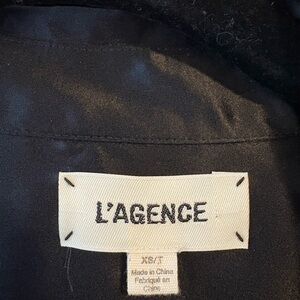 L'AGENCE
XS/T
Made in China
Fabriqué en
Chine